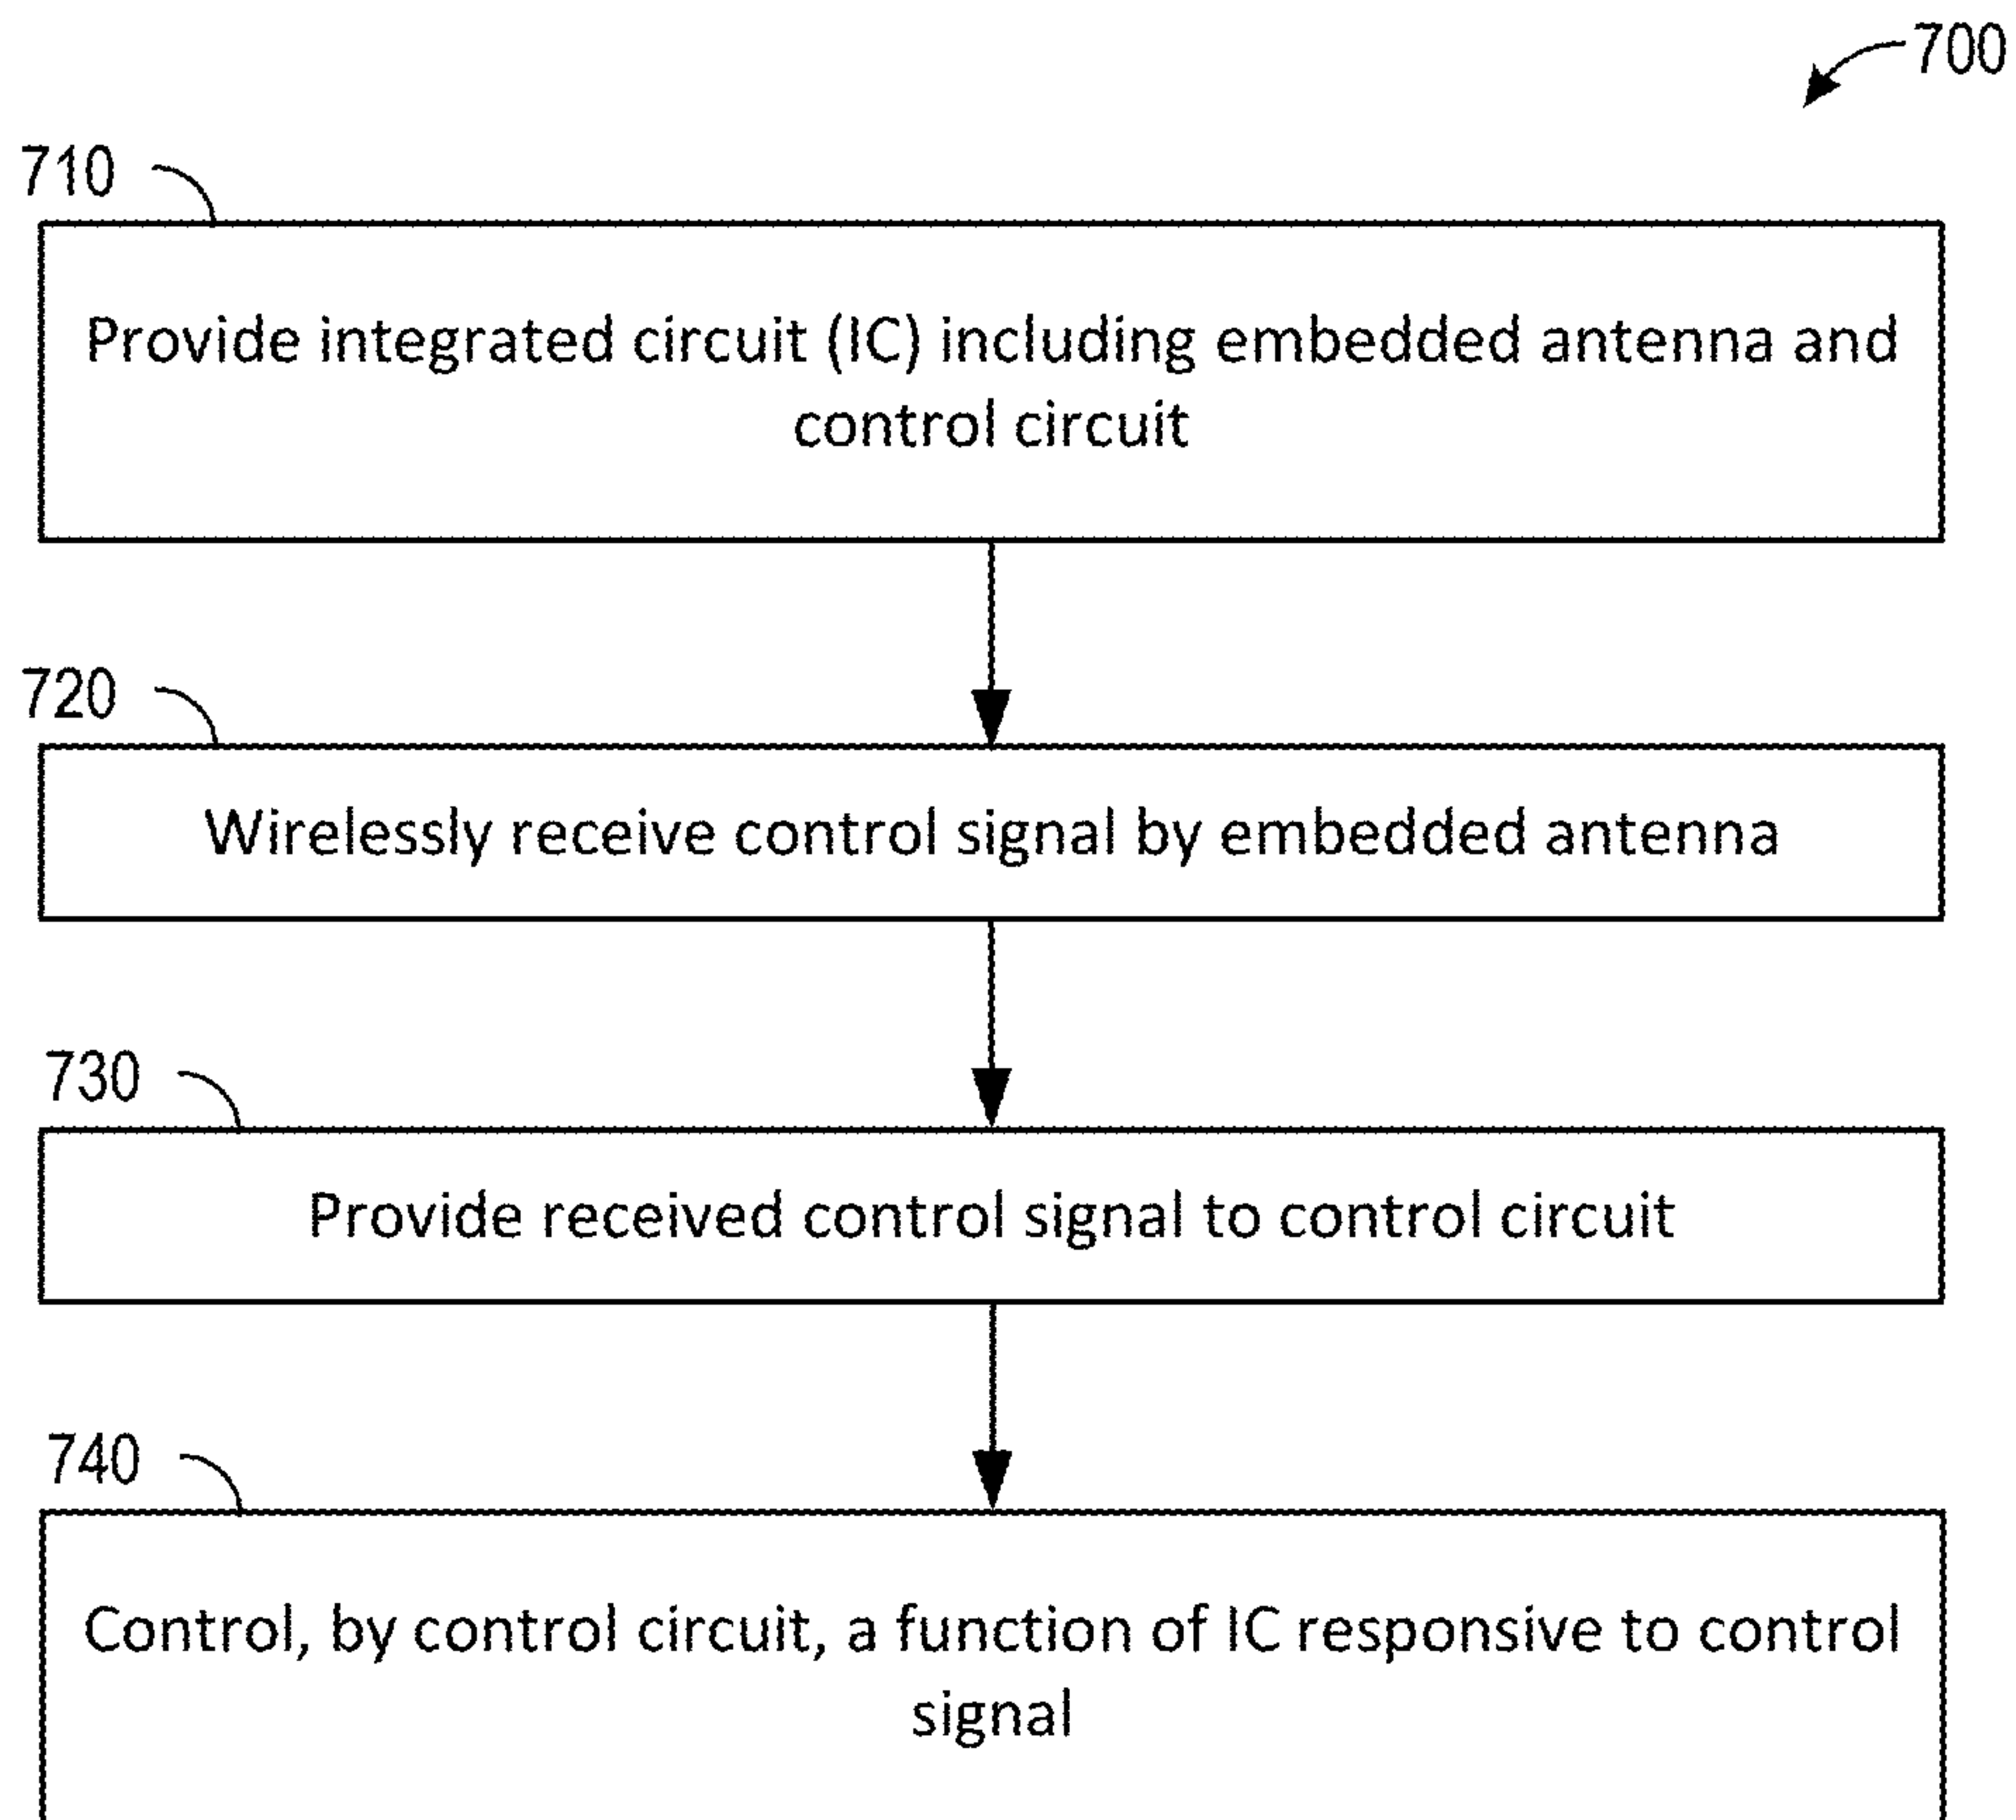 700
710
Provide integrated circuit (IC) including embedded antenna and
control circuit
720
Wirelessly receive control signal by embedded antenna
730
Provide received control signal to control circuit
740
Control, by control circuit, a function of IC responsive to control
signal